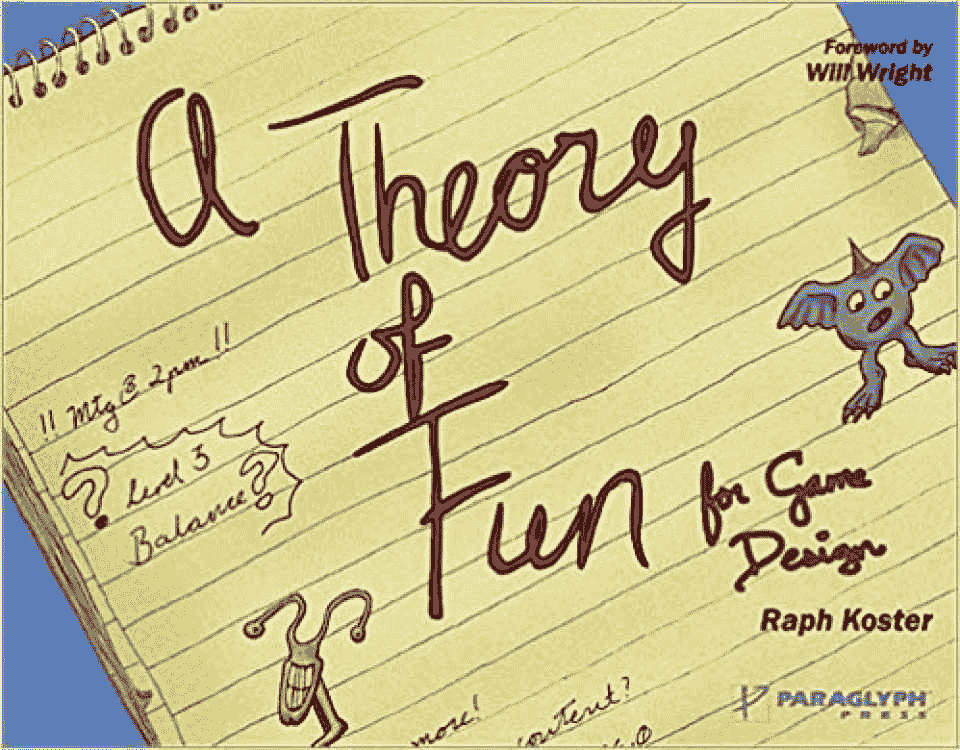 Foreword by
Will Wright
A Theory
of
Fun
for Game
Design
!! Mtg @ 2pm !!
? Level 3
Balance?
Raph Koster
more!
content?
PARAGLYPH
PRESS